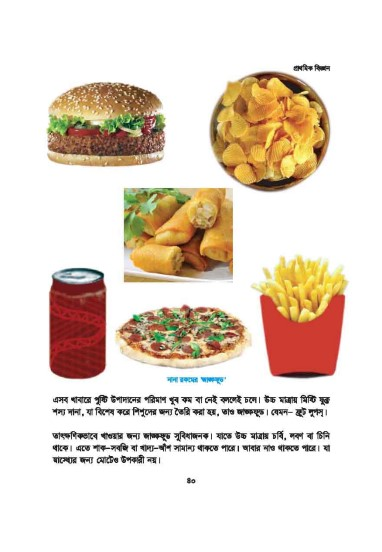 প্রাথমিক বিজ্ঞান
নানা রকমের 'জাঙ্কফুড'
এসব খাবারে পুষ্টি উপাদানের পরিমাণ খুব কম বা নেই বললেই চলে। উচ্চ মাত্রায় মিষ্টি যুক্ত
শস্য দানা, যা বিশেষ করে শিশুদের জন্য তৈরি করা হয়, তাও জাঙ্কফুড। যেমন– ফ্রুট লুপস্।
তাৎক্ষণিকভাবে খাওয়ার জন্য জাঙ্কফুড সুবিধাজনক। যাতে উচ্চ মাত্রায় চর্বি, লবণ বা চিনি
থাকে। এতে শাক-সবজি বা খাদ্য-আঁশ সামান্য থাকতে পারে। আবার নাও থাকতে পারে। যা
স্বাস্থ্যের জন্য মোটেও উপকারী নয়।
৪০